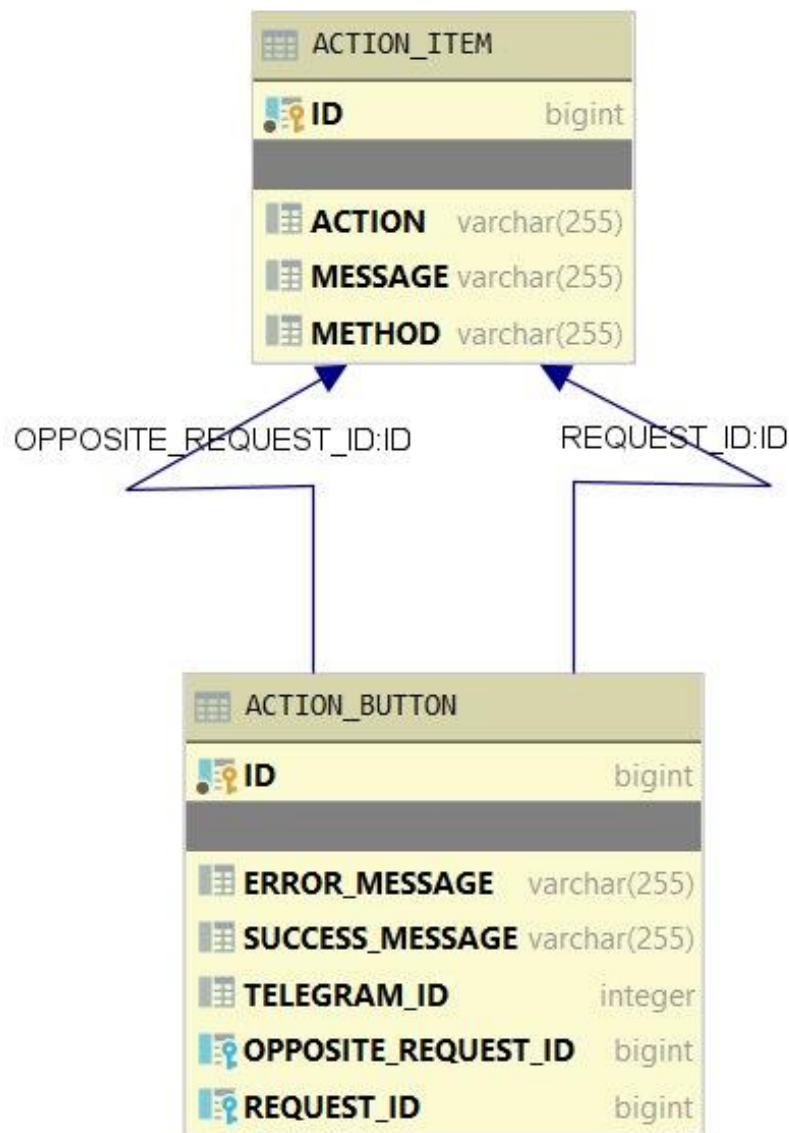 ACTION_ITEM
ID bigint
ACTION varchar(255)
MESSAGE varchar(255)
METHOD varchar(255)
OPPOSITE_REQUEST_ID:ID
REQUEST_ID:ID
ACTION_BUTTON
ID bigint
ERROR_MESSAGE varchar(255)
SUCCESS_MESSAGE varchar(255)
TELEGRAM_ID integer
OPPOSITE_REQUEST_ID bigint
REQUEST_ID bigint